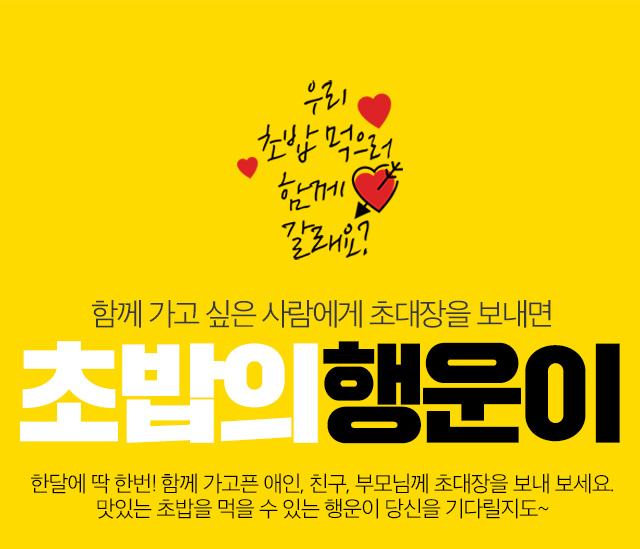 우리
초밥 먹으러
함께
갈래요?
함께 가고 싶은 사람에게 초대장을 보내면
초밥의행운이
한달에 딱 한번! 함께 가고픈 애인, 친구, 부모님께 초대장을 보내 보세요.
맛있는 초밥을 먹을 수 있는 행운이 당신을 기다릴지도~